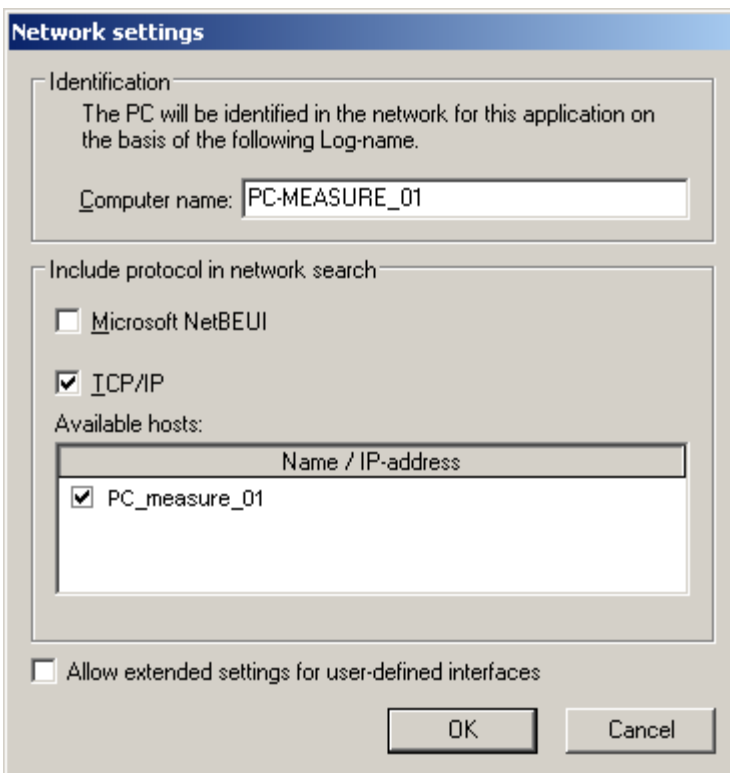 Network settings
Identification
The PC will be identified in the network for this application on
the basis of the following Log-name.
Computer name: PC-MEASURE_01
Include protocol in network search
Microsoft NetBEUI
TCP/IP
Available hosts:
Name / IP-address
PC_measure_01
Allow extended settings for user-defined interfaces
OK Cancel